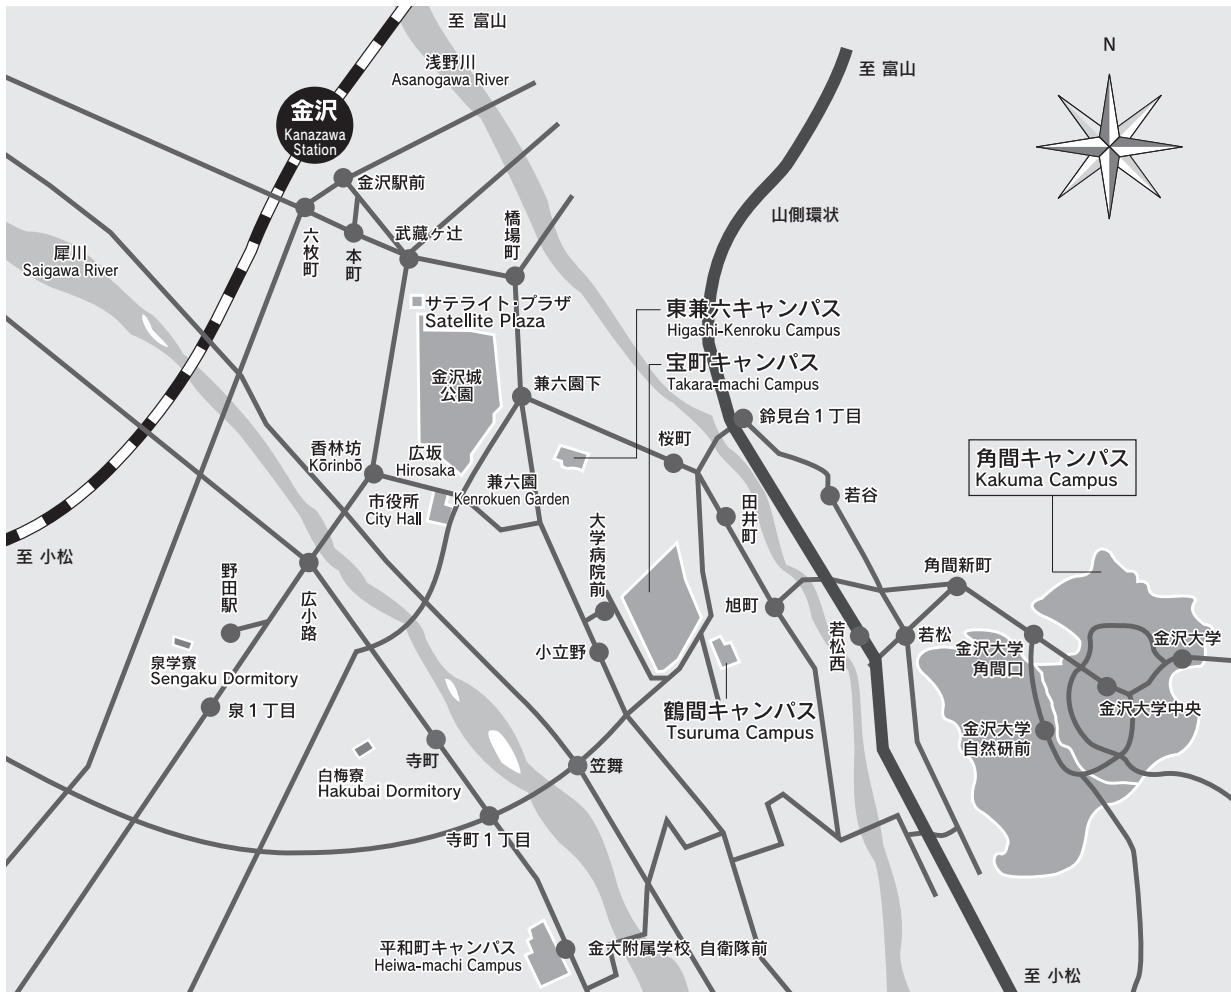 至 富山
浅野川
Asanogawa River
N
至 富山
金沢
Kanazawa
Station
金沢駅前
山側環状
橋場町
武蔵ヶ辻
六枚町
本町
犀川
Saigawa River
サテライト・プラザ
Satellite Plaza
東兼六キャンパス
Higashi-Kenroku Campus
宝町キャンパス
Takara-machi Campus
金沢城
公園
兼六園下
鈴見台1丁目
桜町
香林坊
Kōrinbō
広坂
Hirosaka
角間キャンパス
Kakuma Campus
兼六園
Kenrokuen Garden
若谷
市役所
City Hall
田井町
大学病院前
至 小松
野田駅
広小路
角間新町
旭町
若松西
若松
金沢大学
角間口
金沢大学
小立野
泉学寮
Sengaku Dormitory
泉1丁目
鶴間キャンパス
Tsuruma Campus
金沢大学中央
金沢大学
自然研前
寺町
笠舞
白梅寮
Hakubai Dormitory
寺町1丁目
平和町キャンパス
Heiwa-machi Campus
金大附属学校 自衛隊前
至 小松